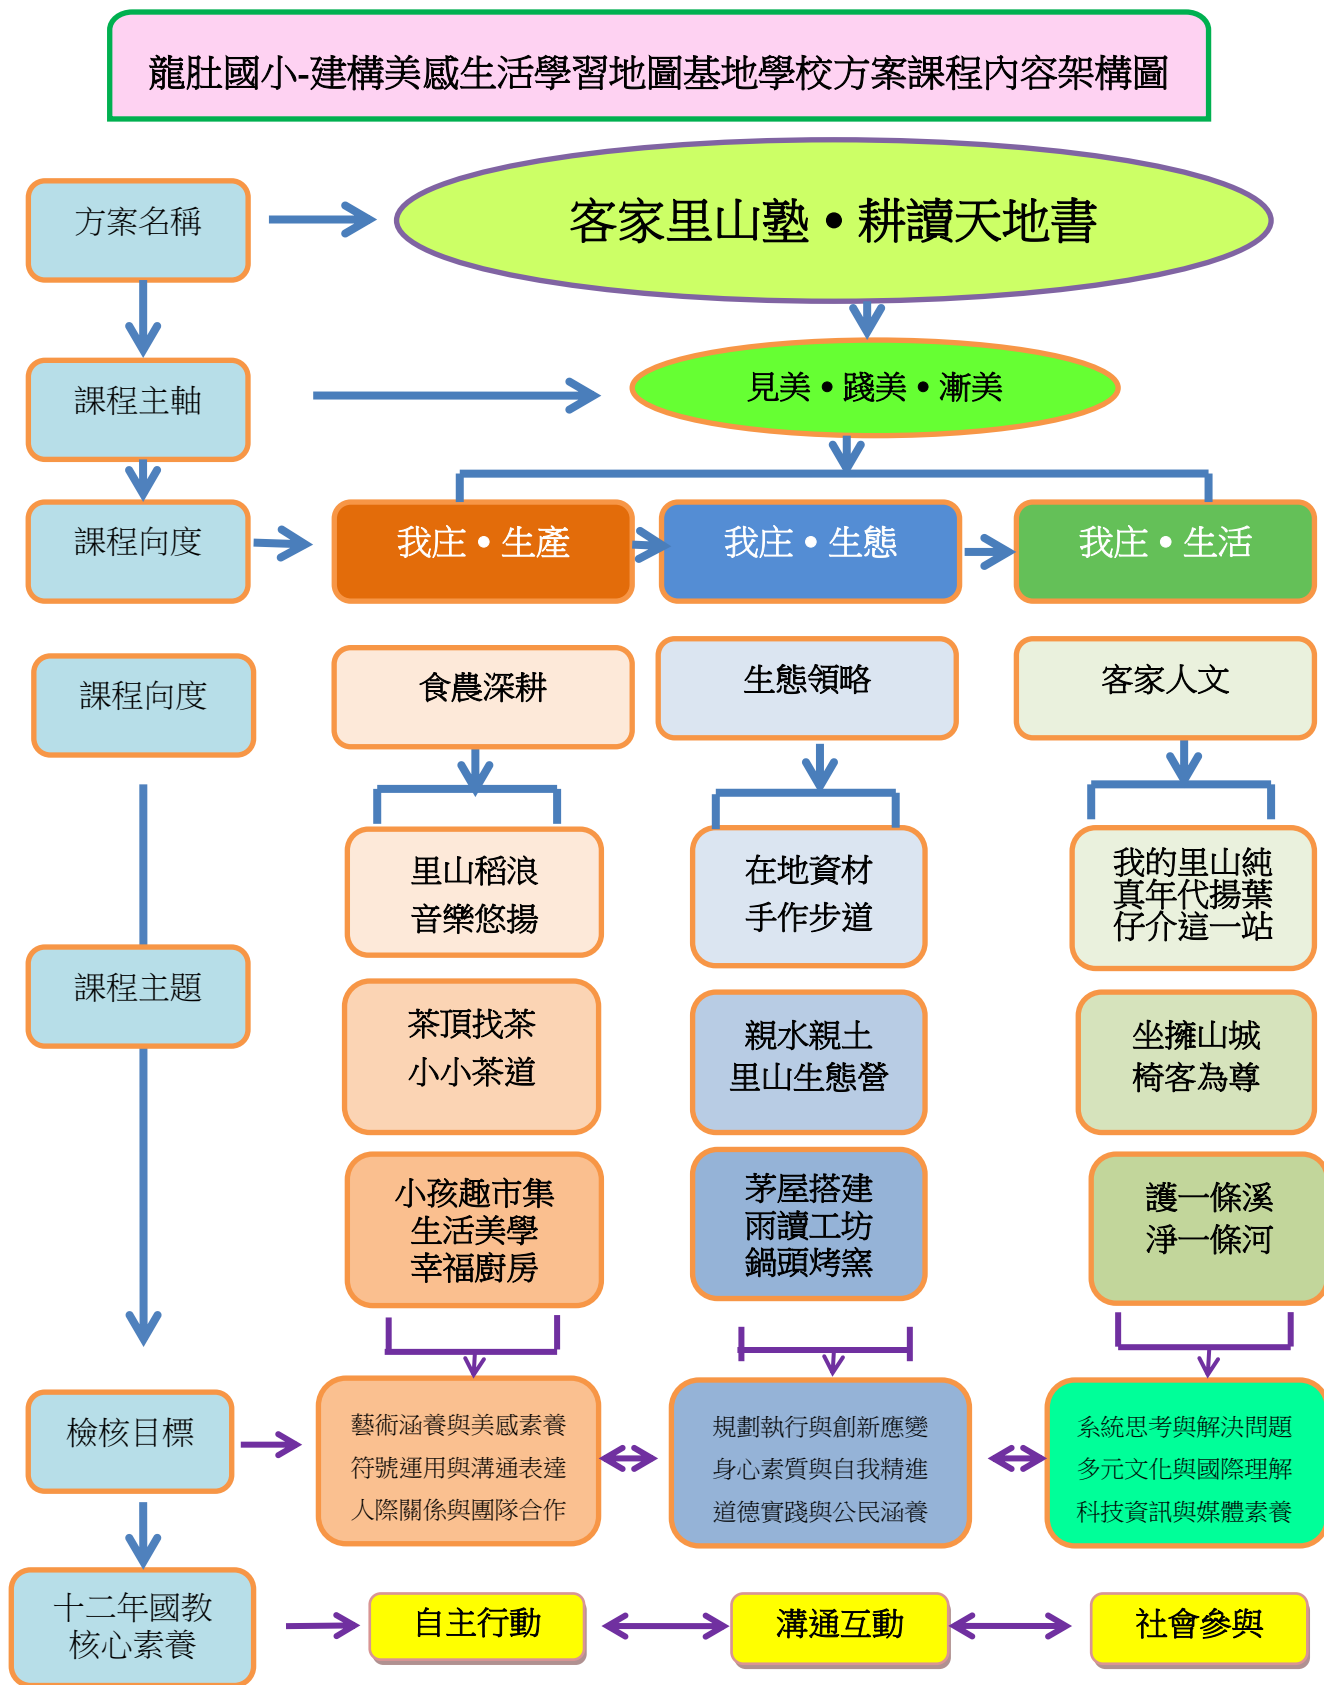 龍肚國小-建構美感生活學習地圖基地學校方案課程內容架構圖
方案名稱
客家里山塾•耕讀天地書
課程主軸
見美•踐美•漸美
課程向度
我庄•生產
我庄•生態
我庄•生活
課程向度
食農深耕
生態領略
客家人文
課程主題
里山稻浪
音樂悠揚
在地資材
手作步道
我的里山純
真年代揚葉
仔介這一站
茶頂找茶
小小茶道
親水親土
里山生態營
坐擁山城
椅客為尊
小孩趣市集
生活美學
幸福廚房
茅屋搭建
雨讀工坊
鍋頭烤窯
護一條溪
淨一條河
檢核目標
藝術涵養與美感素養
符號運用與溝通表達
人際關係與團隊合作
規劃執行與創新應變
身心素質與自我精進
道德實踐與公民涵養
系統思考與解決問題
多元文化與國際理解
科技資訊與媒體素養
十二年國教
核心素養
自主行動
溝通互動
社會參與